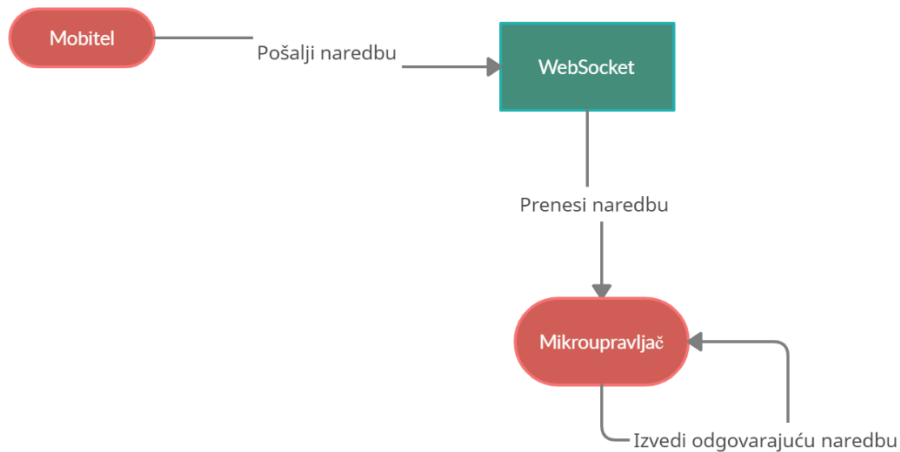 Mobitel
Pošalji naredbu
WebSocket
Prenesi naredbu
Mikroupravljač
Izvedi odgovarajuću naredbu